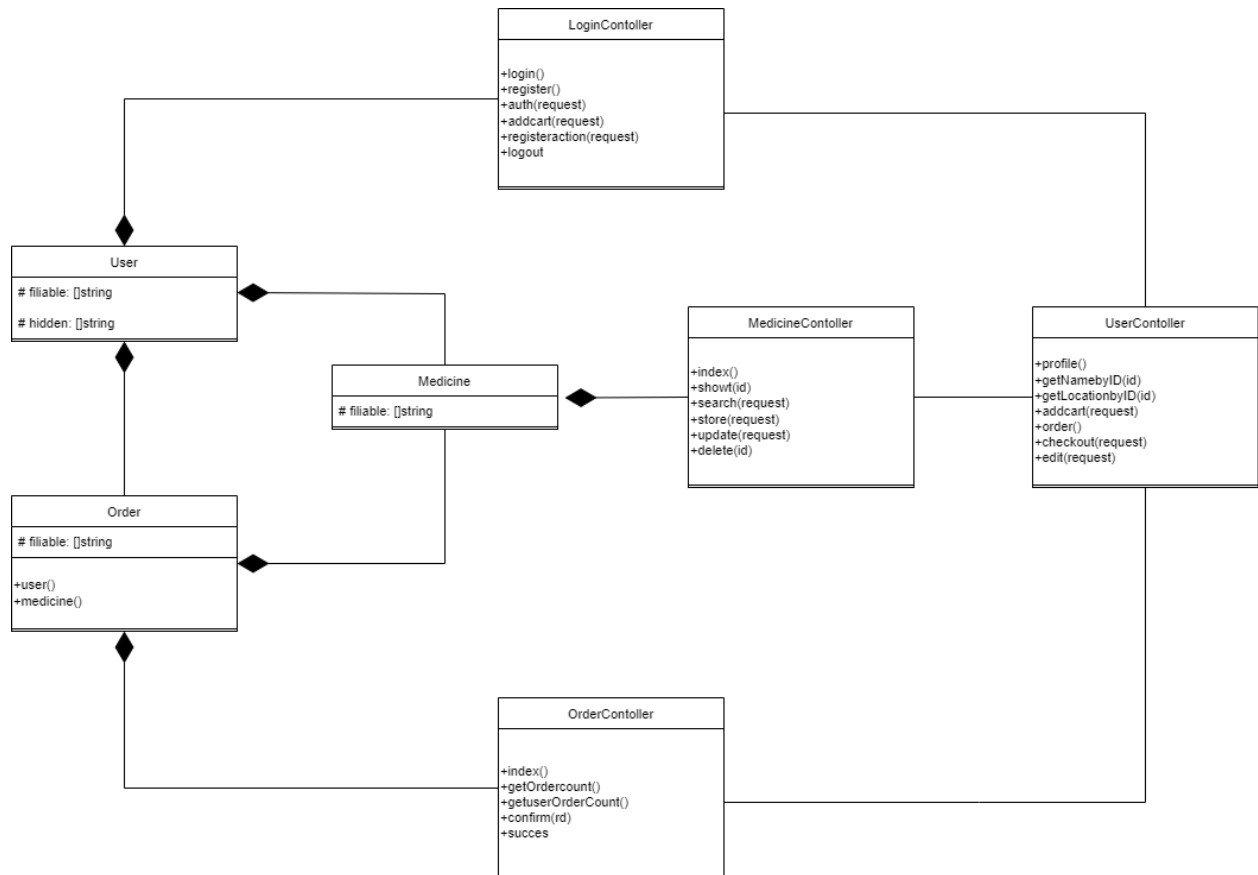 LoginContoller
+login()
+register()
+auth(request)
+addcart(request)
+registeraction(request)
+logout
User
# filiable: []string
# hidden: []string
Medicine
# filiable: []string
MedicineContoller
+index()
+showt(id)
+search(request)
+store(request)
+update(request)
+delete(id)
UserContoller
+profile()
+getNamebyID(id)
+getLocationbyID(id)
+addcart(request)
+order()
+checkout(request)
+edit(request)
Order
# filiable: []string
+user()
+medicine()
OrderContoller
+index()
+getOrdercount()
+getuserOrderCount()
+confirm(rd)
+succes